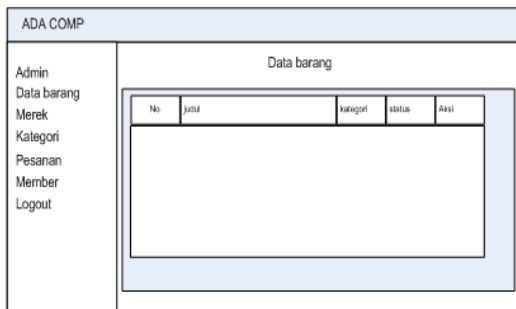 ADA COMP
Admin
Data barang
Merek
Kategori
Pesanan
Member
Logout
Data barang
No judul kategori status Aksi